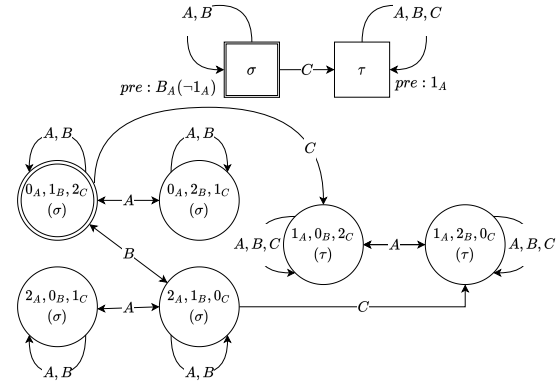 A, B
A, B, C
σ
C
τ
pre : B_A(¬1_A)
pre : 1_A
A, B
A, B
C
0_A, 1_B, 2_C
(σ)
A
0_A, 2_B, 1_C
(σ)
A, B, C
1_A, 0_B, 2_C
(τ)
A
1_A, 2_B, 0_C
(τ)
A, B, C
B
2_A, 0_B, 1_C
(σ)
A
2_A, 1_B, 0_C
(σ)
C
A, B
A, B